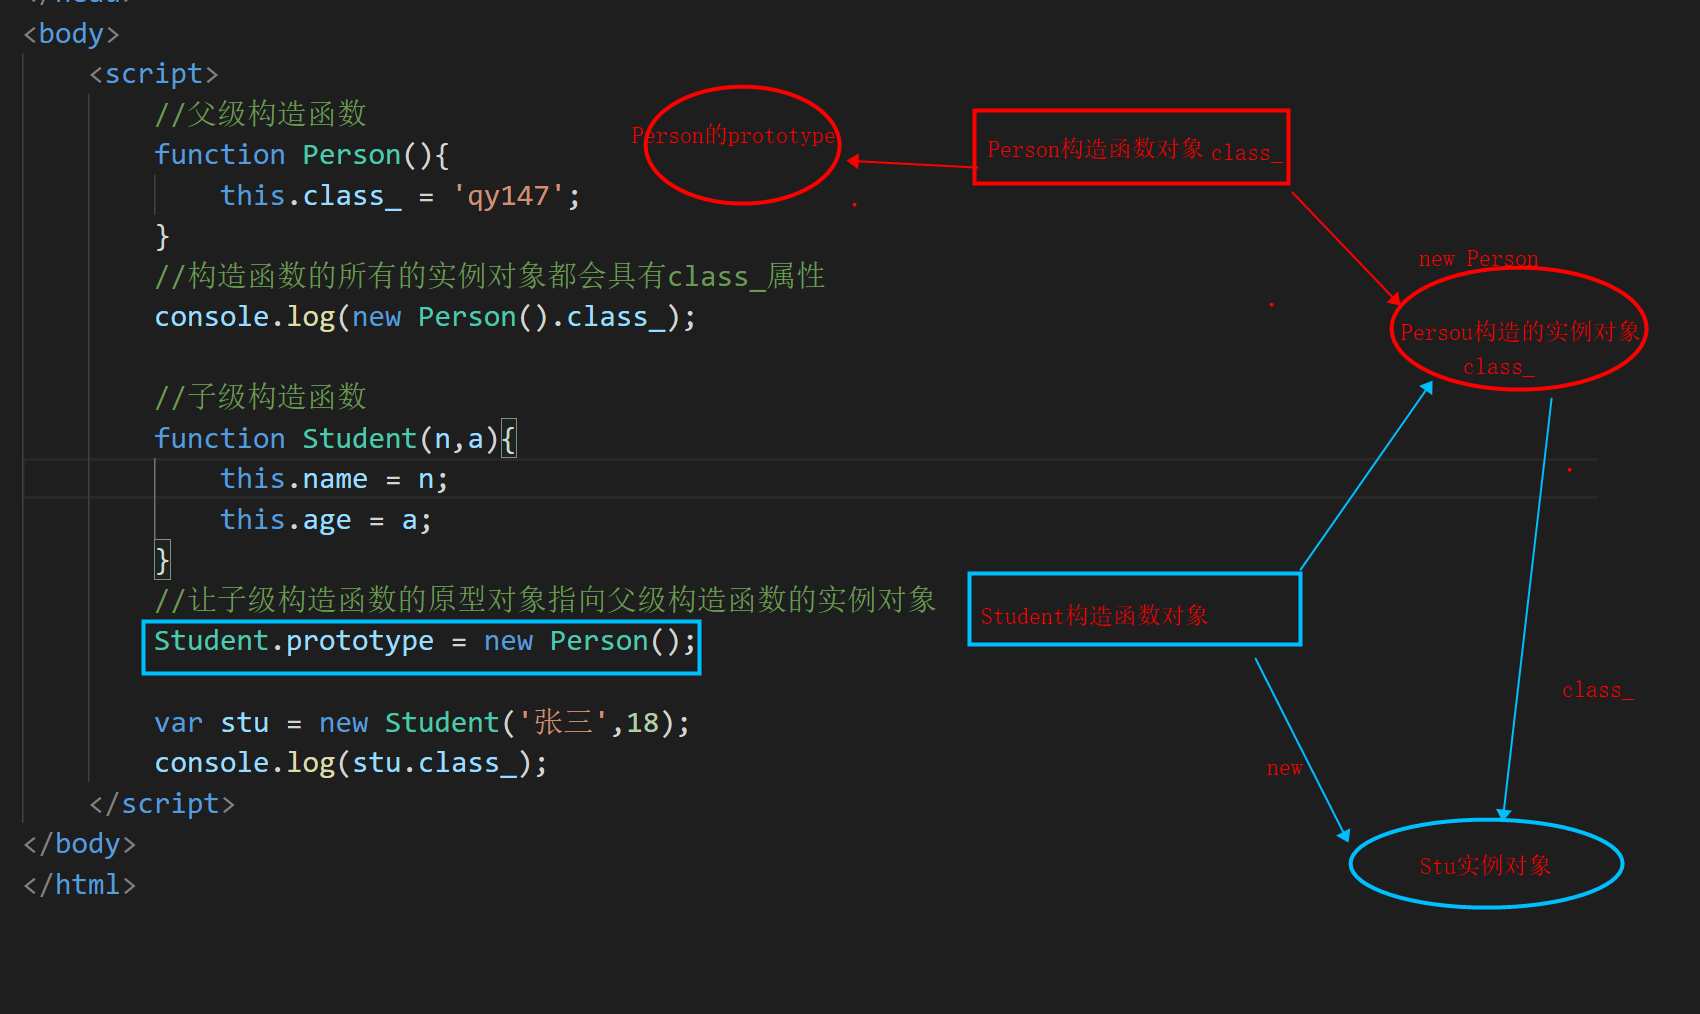 <body>
<script>
//父级构造函数
function Person(){
this.class_ = 'qy147';
}
//构造函数的所有的实例对象都会具有class_属性
console.log(new Person().class_);
//子级构造函数
function Student(n,a){
this.name = n;
this.age = a;
}
//让子级构造函数的原型对象指向父级构造函数的实例对象
Student.prototype = new Person();
var stu = new Student('张三',18);
console.log(stu.class_);
</script>
</body>
</html>
Person的prototype
Person构造函数对象 class_
new Person
Persou构造的实例对象
class_
Student构造函数对象
class_
new
Stu实例对象